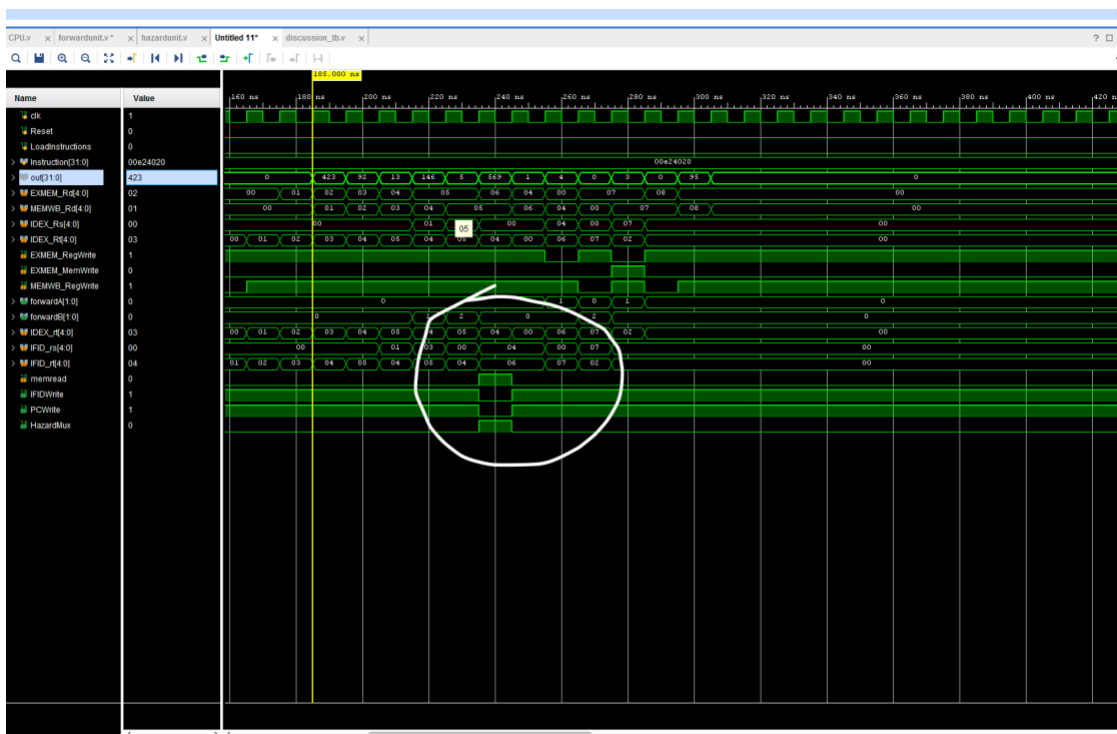 CPU.v × forwardunit.v * × hazardunit.v × Untitled 11* × discussion_tb.v × ?
185.000 ns
Name Value 160 ns 180 ns 200 ns 220 ns 240 ns 260 ns 280 ns 300 ns 320 ns 340 ns 360 ns 380 ns 400 ns 420 n
clk 1
Reset 0
LoadInstructions 0
Instruction[31:0] 00e24020 00e24020
out[31:0] 423 0 423 92 13 146 5 569 1 4 0 3 0 95 0
EXMEM_Rd[4:0] 02 00 01 02 03 04 05 06 04 00 07 08 00
MEMWB_Rd[4:0] 01 00 01 02 03 04 05 06 04 00 07 08 00
IDEX_Rs[4:0] 00 00 01 05 00 04 00 07 00
IDEX_Rt[4:0] 03 00 01 02 03 04 05 04 05 04 00 06 07 02 00
EXMEM_RegWrite 1
EXMEM_MemWrite 0
MEMWB_RegWrite 1
forwardA[1:0] 0 0 1 0 1 0
forwardB[1:0] 0 0 1 2 0 2 0
IDEX_rt[4:0] 03 00 01 02 03 04 05 04 05 04 00 06 07 02 00
IFID_rs[4:0] 00 00 01 03 00 04 00 07 00
IFID_rt[4:0] 04 01 02 03 04 05 04 05 04 06 07 02 00
memread 0
IFIDWrite 1
PCWrite 1
HazardMux 0